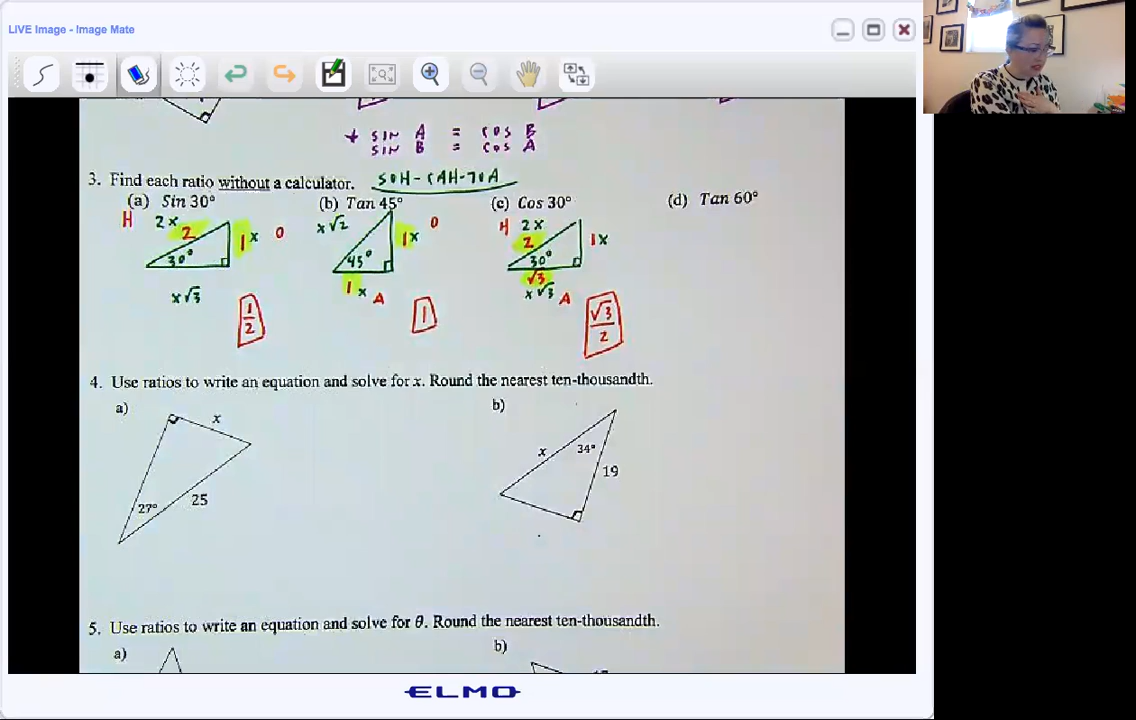 LIVE Image - Image Mate
* SIN A = COS B
SIN B = COS A
3. Find each ratio without a calculator. SOH-CAH-TOA
(a) Sin 30° (b) Tan 45° (c) Cos 30° (d) Tan 60°
H 2x 2 1x O 30° x√3 1/2
x√2 1x O 45° 1x A 1
H 2x 2 1x 30° √3 x√3 A √3/2
4. Use ratios to write an equation and solve for x. Round the nearest ten-thousandth.
a) b)
x 27° 25
x 34° 19
5. Use ratios to write an equation and solve for θ. Round the nearest ten-thousandth.
a) b)
ELMO